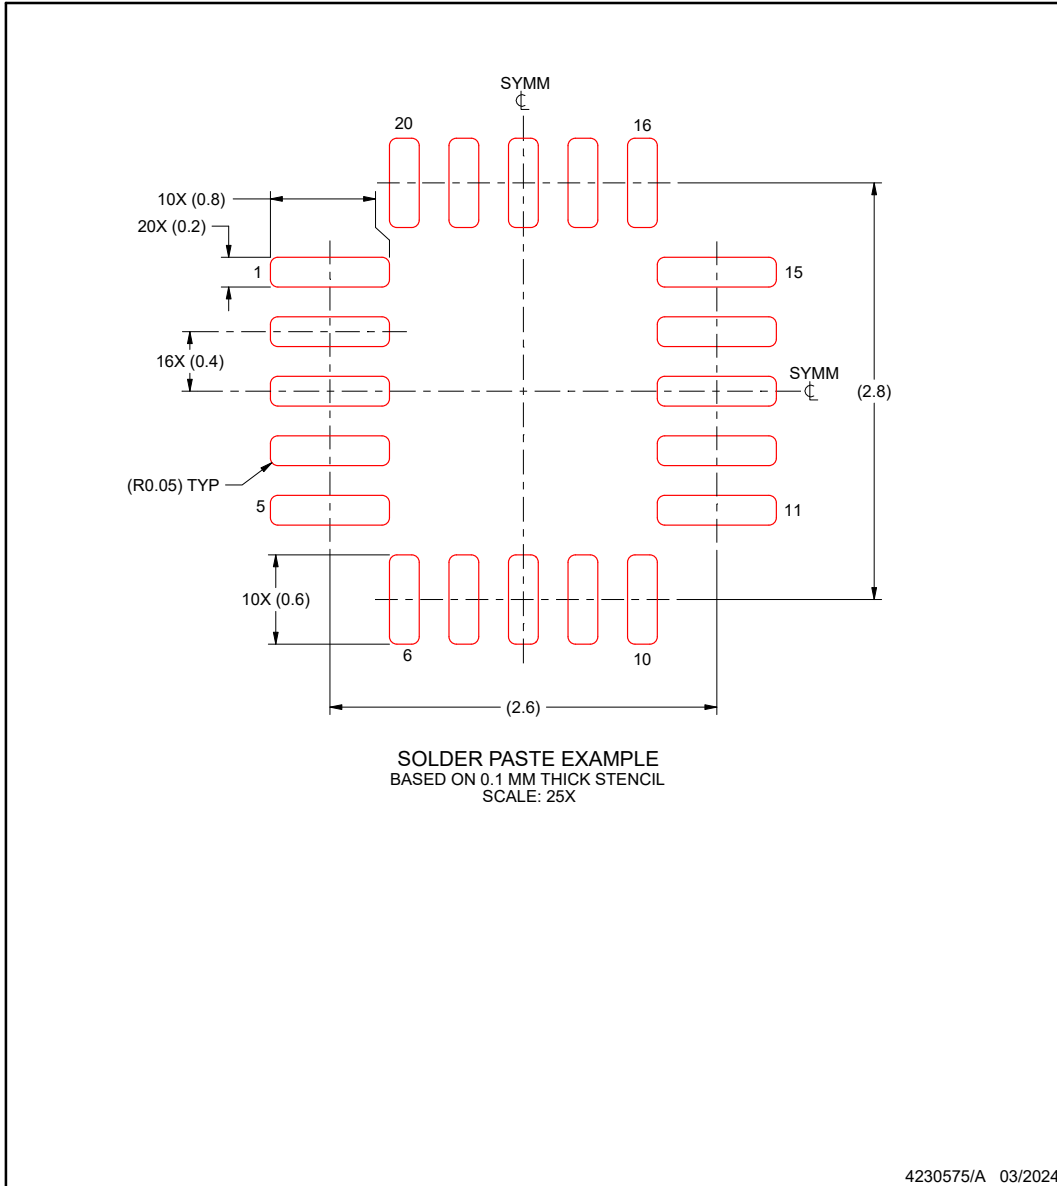 SYMM
℄
20
16
10X (0.8)
20X (0.2)
1
15
16X (0.4)
SYMM
℄
(2.8)
(R0.05) TYP
5
11
10X (0.6)
6
10
(2.6)
SOLDER PASTE EXAMPLE
BASED ON 0.1 MM THICK STENCIL
SCALE: 25X
4230575/A 03/2024